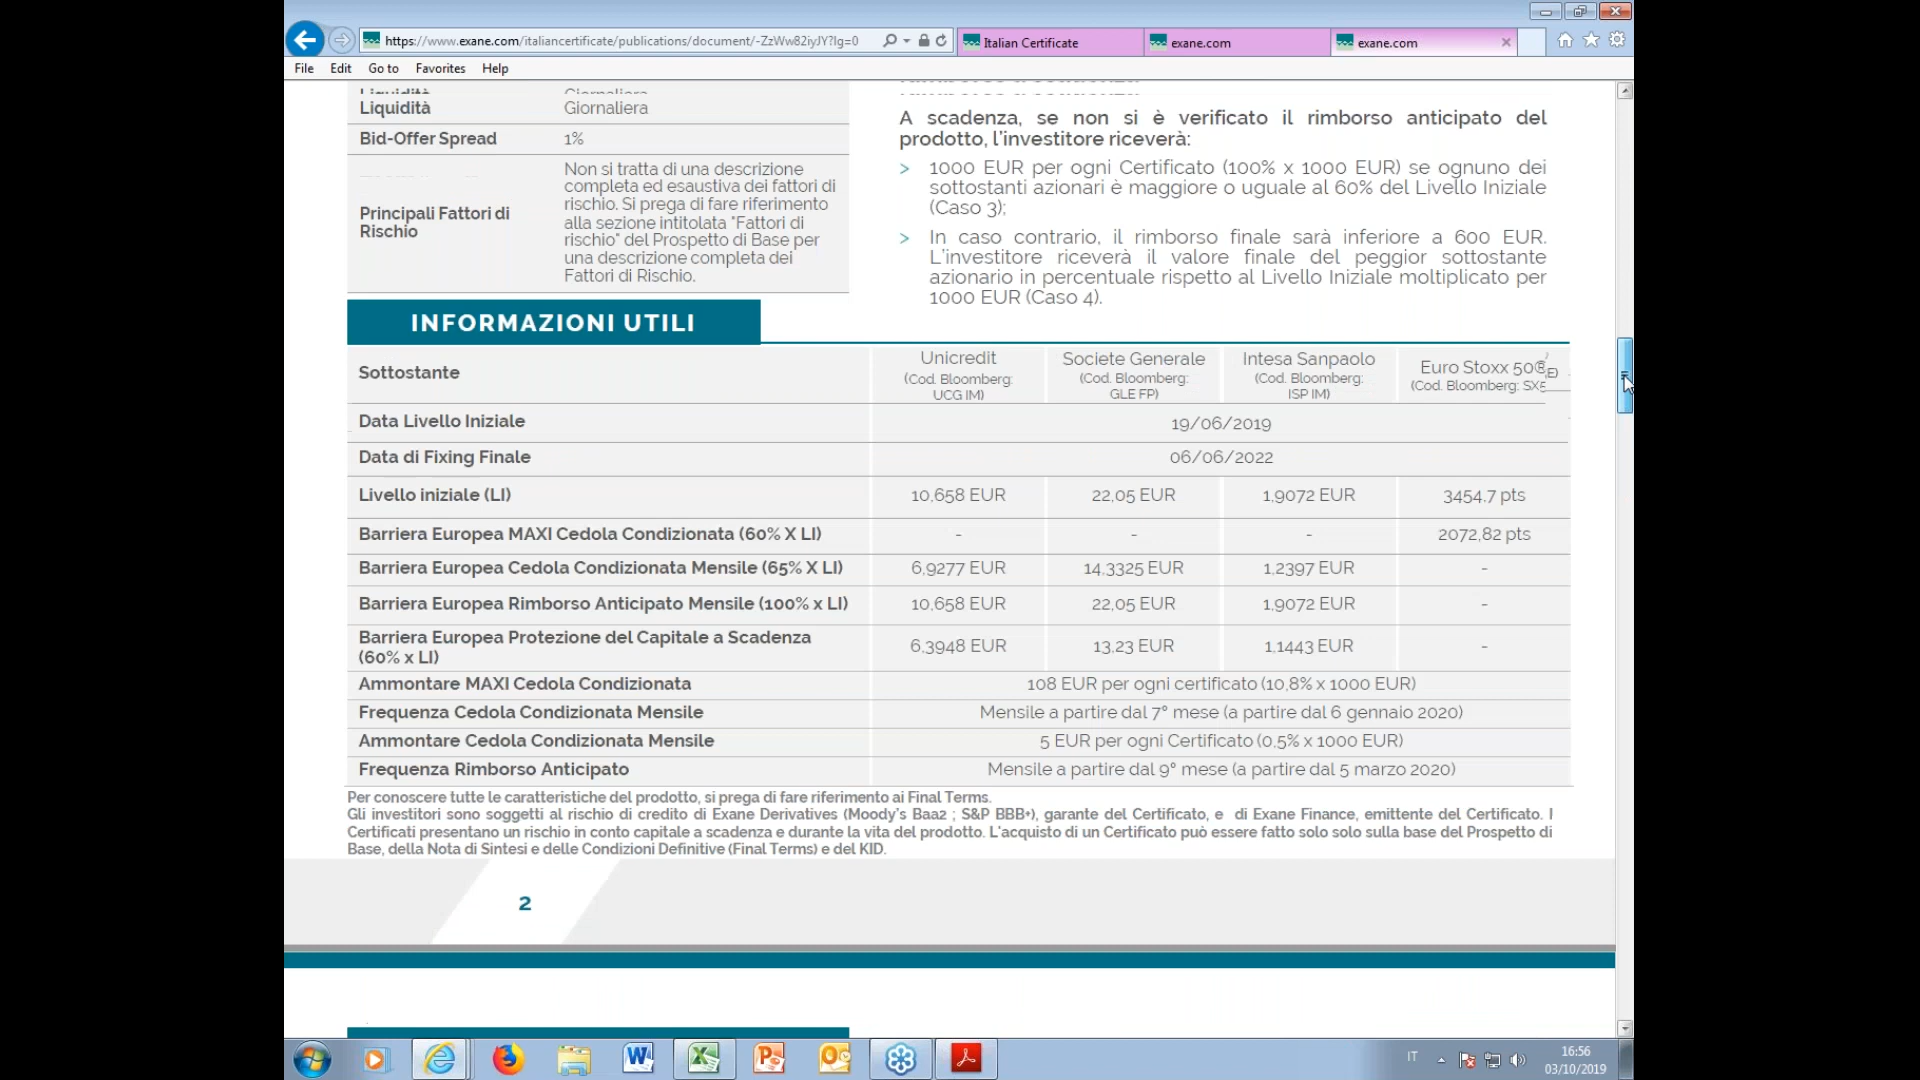 https://www.exane.com/italiancertificate/publications/document/-ZzWw82iyJY?lg=0
Italian Certificate
exane.com
exane.com
File Edit Go to Favorites Help
Liquidità Giornaliera
Bid-Offer Spread 1%
Principali Fattori di Rischio
Non si tratta di una descrizione
completa ed esaustiva dei fattori di
rischio. Si prega di fare riferimento
alla sezione intitolata "Fattori di
rischio" del Prospetto di Base per
una descrizione completa dei
Fattori di Rischio.
A scadenza, se non si è verificato il rimborso anticipato del
prodotto, l'investitore riceverà:
> 1000 EUR per ogni Certificato (100% x 1000 EUR) se ognuno dei
sottostanti azionari è maggiore o uguale al 60% del Livello Iniziale
(Caso 3);
> In caso contrario, il rimborso finale sarà inferiore a 600 EUR.
L'investitore riceverà il valore finale del peggior sottostante
azionario in percentuale rispetto al Livello Iniziale moltiplicato per
1000 EUR (Caso 4).
INFORMAZIONI UTILI
Sottostante
Unicredit
(Cod. Bloomberg:
UCG IM)
Societe Generale
(Cod. Bloomberg:
GLE FP)
Intesa Sanpaolo
(Cod. Bloomberg:
ISP IM)
Euro Stoxx 50®
(Cod. Bloomberg: SX5E)
Data Livello Iniziale 19/06/2019
Data di Fixing Finale 06/06/2022
Livello iniziale (LI) 10,658 EUR 22,05 EUR 1,9072 EUR 3454,7 pts
Barriera Europea MAXI Cedola Condizionata (60% X LI) - - - 2072,82 pts
Barriera Europea Cedola Condizionata Mensile (65% X LI) 6,9277 EUR 14,3325 EUR 1,2397 EUR -
Barriera Europea Rimborso Anticipato Mensile (100% x LI) 10,658 EUR 22,05 EUR 1,9072 EUR -
Barriera Europea Protezione del Capitale a Scadenza
(60% x LI) 6,3948 EUR 13,23 EUR 1,1443 EUR -
Ammontare MAXI Cedola Condizionata 108 EUR per ogni certificato (10,8% x 1000 EUR)
Frequenza Cedola Condizionata Mensile Mensile a partire dal 7° mese (a partire dal 6 gennaio 2020)
Ammontare Cedola Condizionata Mensile 5 EUR per ogni Certificato (0,5% x 1000 EUR)
Frequenza Rimborso Anticipato Mensile a partire dal 9° mese (a partire dal 5 marzo 2020)
Per conoscere tutte le caratteristiche del prodotto, si prega di fare riferimento ai Final Terms.
Gli investitori sono soggetti al rischio di credito di Exane Derivatives (Moody's Baa2 ; S&P BBB+), garante del Certificato, e di Exane Finance, emittente del Certificato. I
Certificati presentano un rischio in conto capitale a scadenza e durante la vita del prodotto. L'acquisto di un Certificato può essere fatto solo solo sulla base del Prospetto di
Base, della Nota di Sintesi e delle Condizioni Definitive (Final Terms) e del KID.
2
IT
16:56
03/10/2019